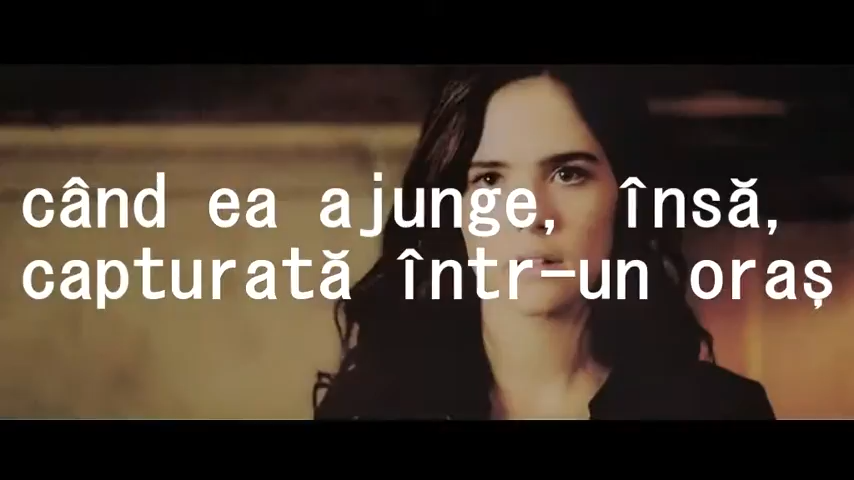 când ea ajunge, însă,
capturată într-un oraș